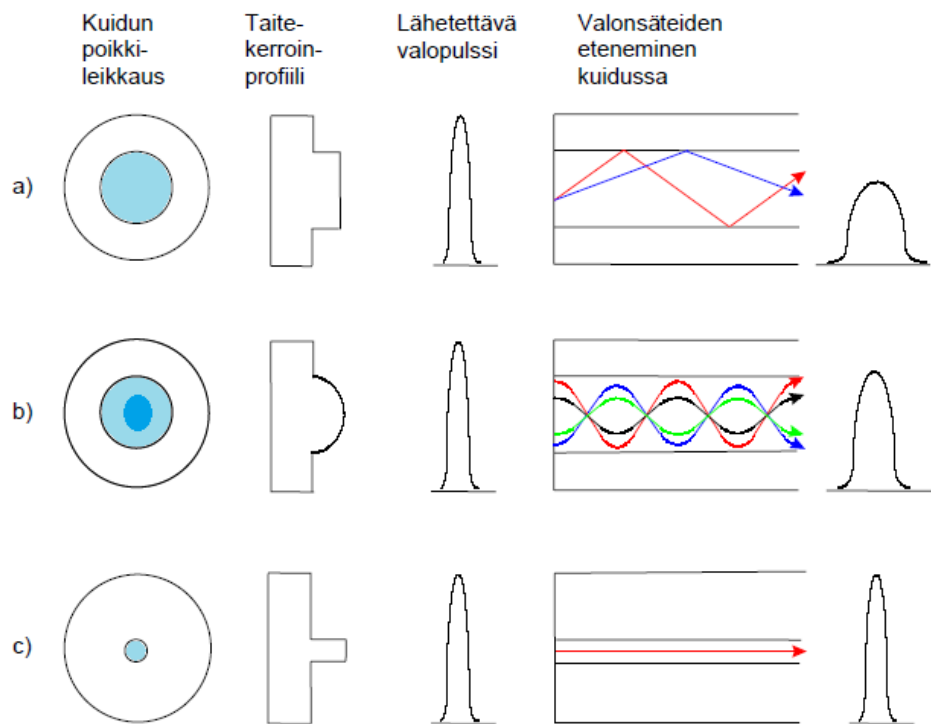 Kuidun
poikki-
leikkaus
Taite-
kerroin-
profiili
Lähetettävä
valopulssi
Valonsäteiden
eteneminen
kuidussa
a)
b)
c)